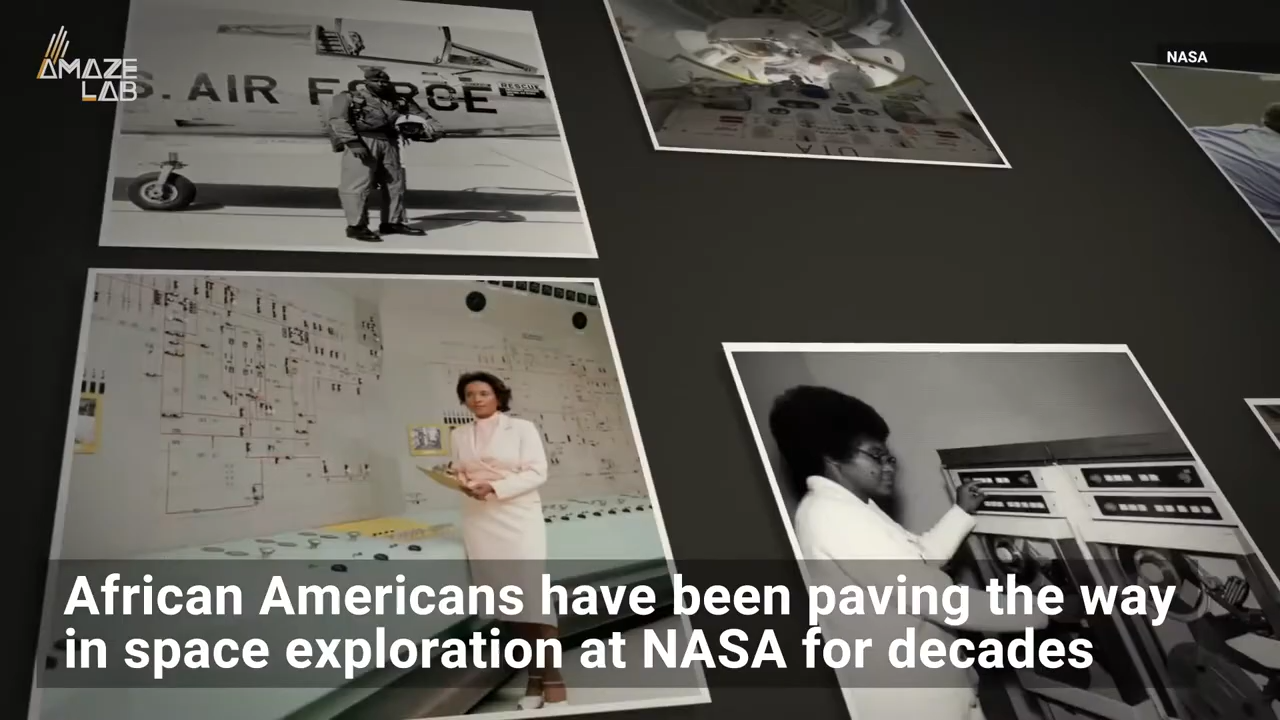 AMAZE
LAB
NASA
S. AIR FORCE
RESCUE
UTA
African Americans have been paving the way
in space exploration at NASA for decades